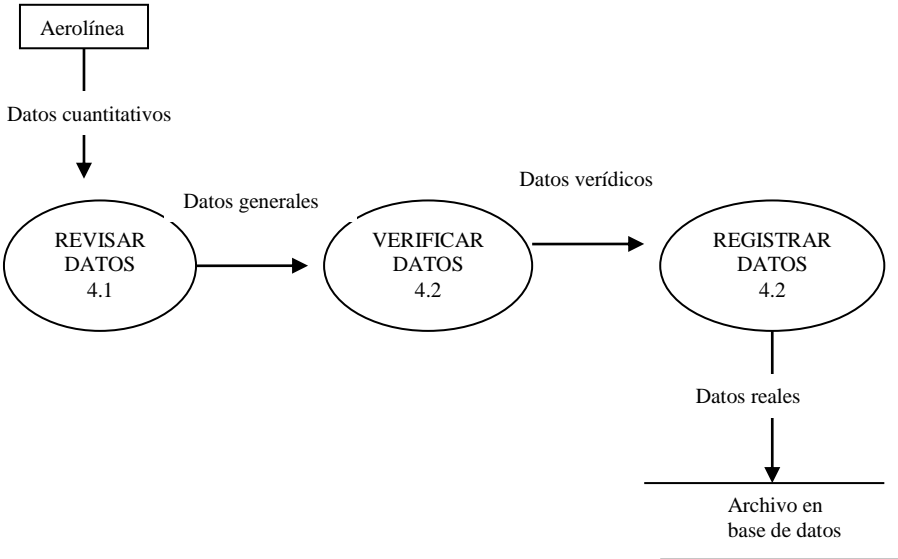 Aerolínea
Datos cuantitativos
Datos generales
Datos verídicos
REVISAR
DATOS
4.1
VERIFICAR
DATOS
4.2
REGISTRAR
DATOS
4.2
Datos reales
Archivo en
base de datos